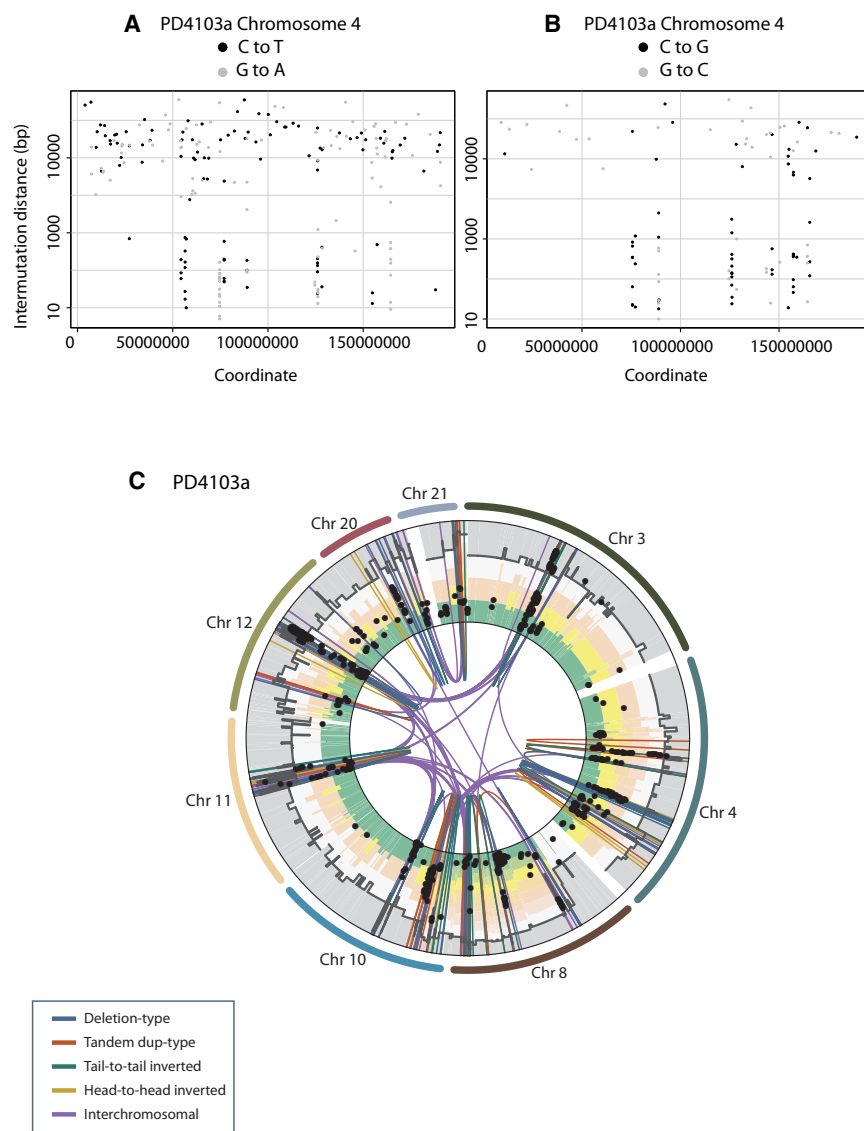 A PD4103a Chromosome 4
C to T
G to A
Intermutation distance (bp)
10000
1000
10
0 50000000 100000000 150000000
Coordinate
B PD4103a Chromosome 4
C to G
G to C
10000
1000
10
0 50000000 100000000 150000000
Coordinate
C PD4103a
Chr 21
Chr 20
Chr 3
Chr 12
Chr 4
Chr 11
Chr 10
Chr 8
Deletion-type
Tandem dup-type
Tail-to-tail inverted
Head-to-head inverted
Interchromosomal